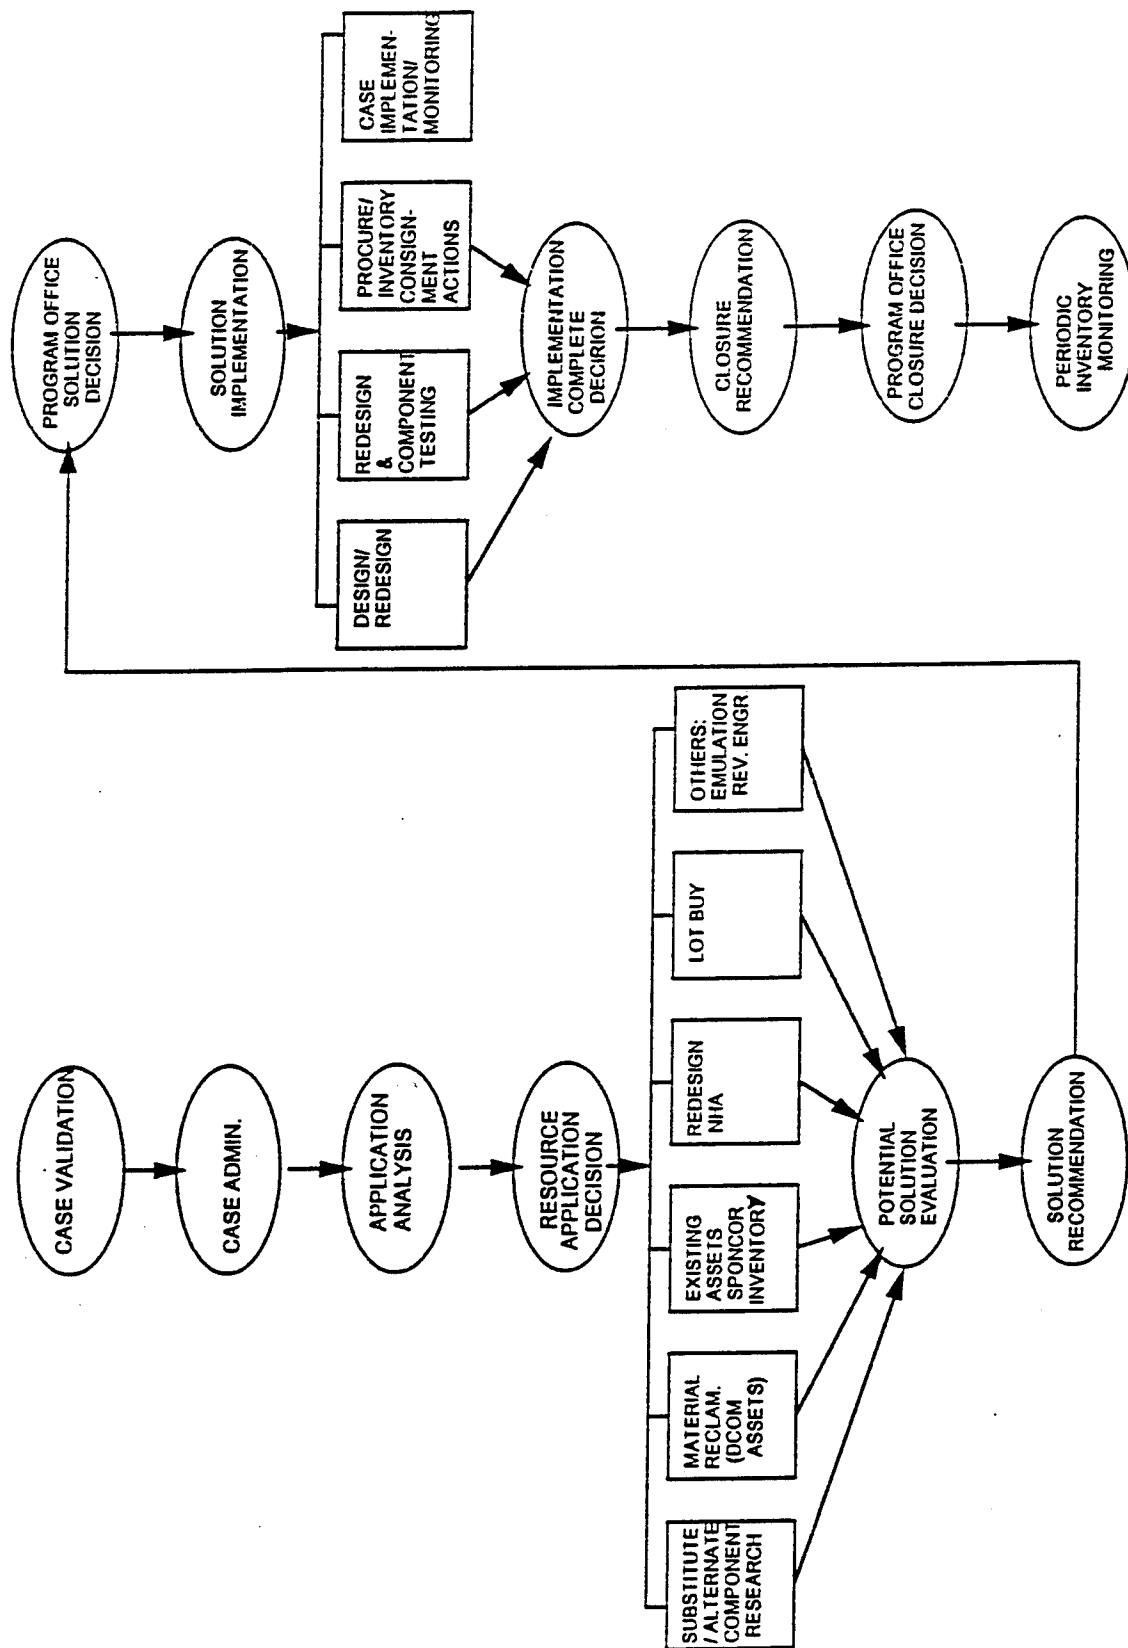 CASE VALIDATION
CASE ADMIN.
APPLICATION
ANALYSIS
RESOURCE
APPLICATION
DECISION
SUBSTITUTE
/ ALTERNATE
COMPONENT
RESEARCH
MATERIAL
RECLAM.
(DCOM
ASSETS)
EXISTING
ASSETS
SPONCOR
INVENTORY
REDESIGN
NHA
LOT BUY
OTHERS:
EMULATION
REV. ENGR
POTENTIAL
SOLUTION
EVALUATION
SOLUTION
RECOMMENDATION
PROGRAM OFFICE
SOLUTION
DECISION
SOLUTION
IMPLEMENTATION
DESIGN/
REDESIGN
REDESIGN
&
COMPONENT
TESTING
PROCURE/
INVENTORY
CONSIGN-
MENT
ACTIONS
CASE
IMPLEMEN-
TATION/
MONITORING
IMPLEMENTATION
COMPLETE
DECIRION
CLOSURE
RECOMMENDATION
PROGRAM OFFICE
CLOSURE DECISION
PERIODIC
INVENTORY
MONITORING